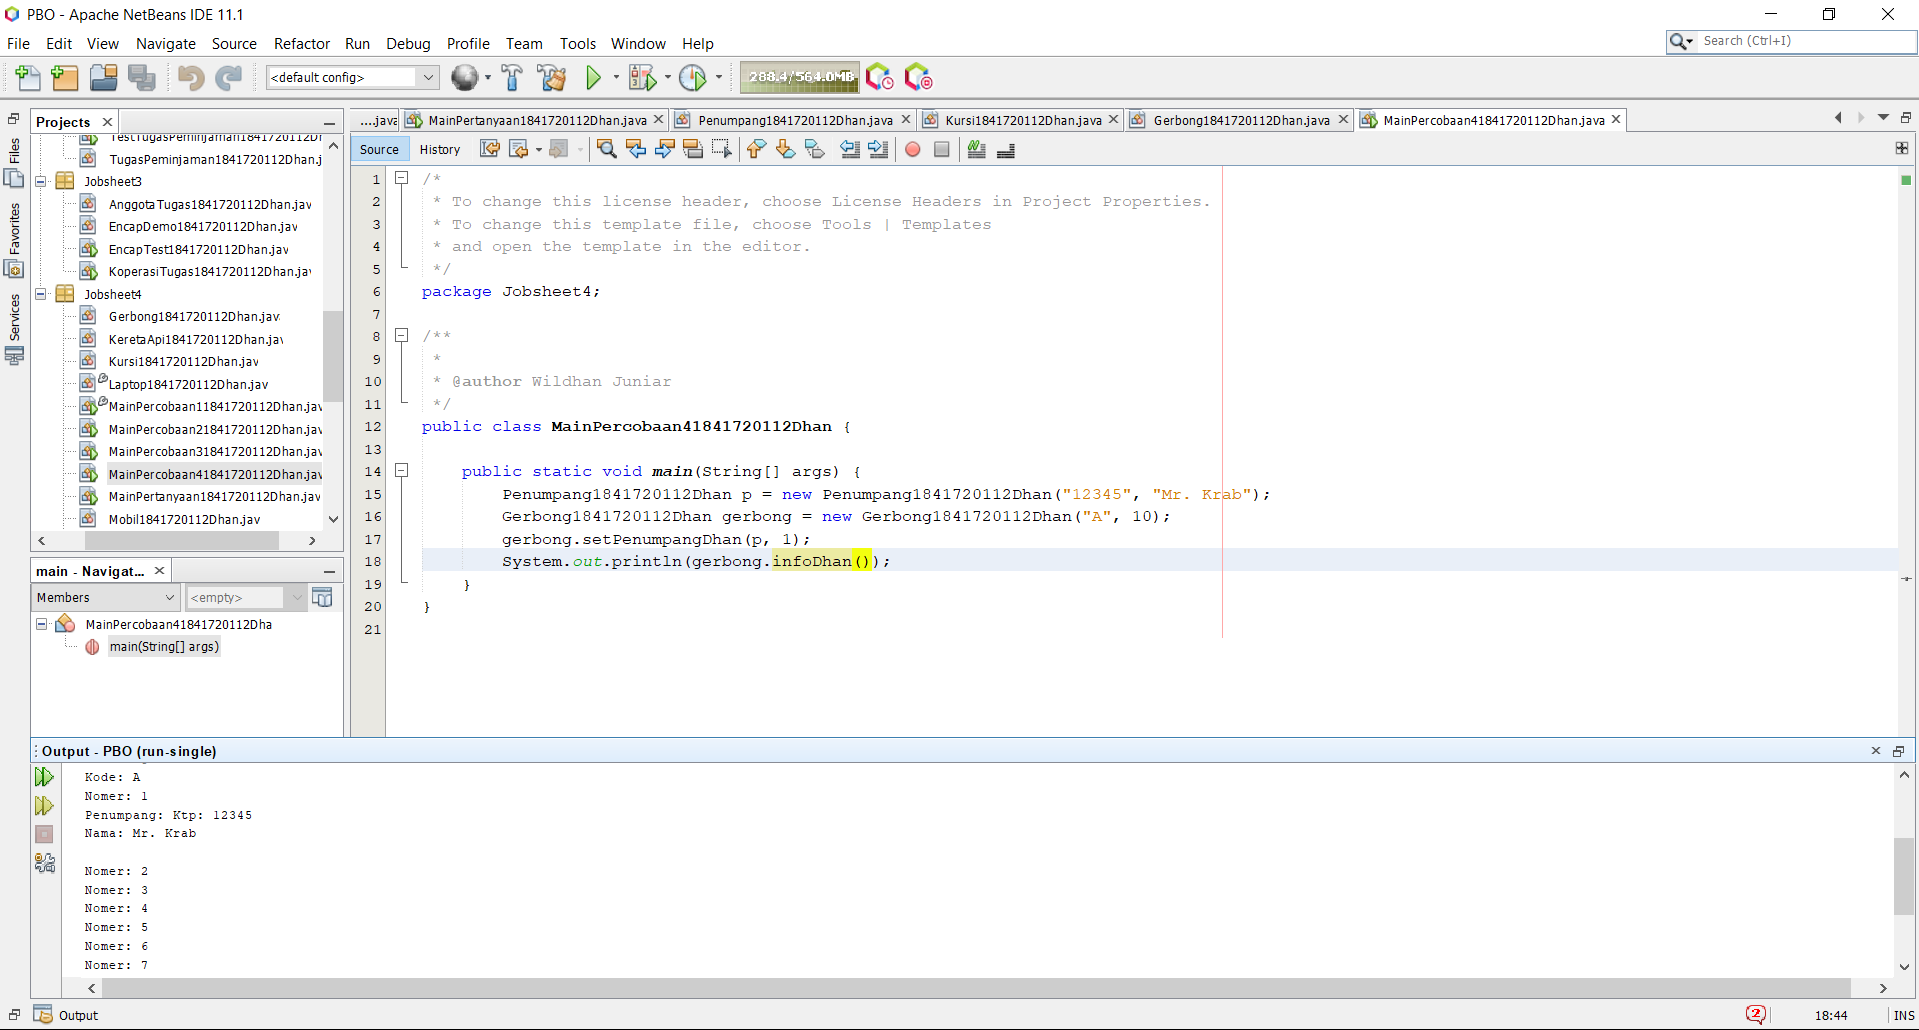 PBO - Apache NetBeans IDE 11.1
File Edit View Navigate Source Refactor Run Debug Profile Team Tools Window Help
Search (Ctrl+I)
<default config>
288.4/564.0MB
Files
Favorites
Services
Projects
TestTugasPeminjaman1841720112Dh
TugasPeminjaman1841720112Dhan.j
Jobsheet3
AnggotaTugas1841720112Dhan.jav
EncapDemo1841720112Dhan.jav
EncapTest1841720112Dhan.jav
KoperasiTugas1841720112Dhan.jav
Jobsheet4
Gerbong1841720112Dhan.jav
KeretaApi1841720112Dhan.jav
Kursi1841720112Dhan.jav
Laptop1841720112Dhan.jav
MainPercobaan11841720112Dhan.jav
MainPercobaan21841720112Dhan.jav
MainPercobaan31841720112Dhan.jav
MainPercobaan41841720112Dhan.jav
MainPertanyaan1841720112Dhan.jav
Mobil1841720112Dhan.jav
main - Navigat...
Members
<empty>
MainPercobaan41841720112Dha
main(String[] args)
....java MainPertanyaan1841720112Dhan.java Penumpang1841720112Dhan.java Kursi1841720112Dhan.java Gerbong1841720112Dhan.java MainPercobaan41841720112Dhan.java
Source History
1 /*
2 * To change this license header, choose License Headers in Project Properties.
3 * To change this template file, choose Tools | Templates
4 * and open the template in the editor.
5 */
6 package Jobsheet4;
7
8 /**
9 *
10 * @author Wildhan Juniar
11 */
12 public class MainPercobaan41841720112Dhan {
13
14 public static void main(String[] args) {
15 Penumpang1841720112Dhan p = new Penumpang1841720112Dhan("12345", "Mr. Krab");
16 Gerbong1841720112Dhan gerbong = new Gerbong1841720112Dhan("A", 10);
17 gerbong.setPenumpangDhan(p, 1);
18 System.out.println(gerbong.infoDhan());
19 }
20 }
21
Output - PBO (run-single)
Kode: A
Nomer: 1
Penumpang: Ktp: 12345
Nama: Mr. Krab
Nomer: 2
Nomer: 3
Nomer: 4
Nomer: 5
Nomer: 6
Nomer: 7
Output
2
18:44
INS